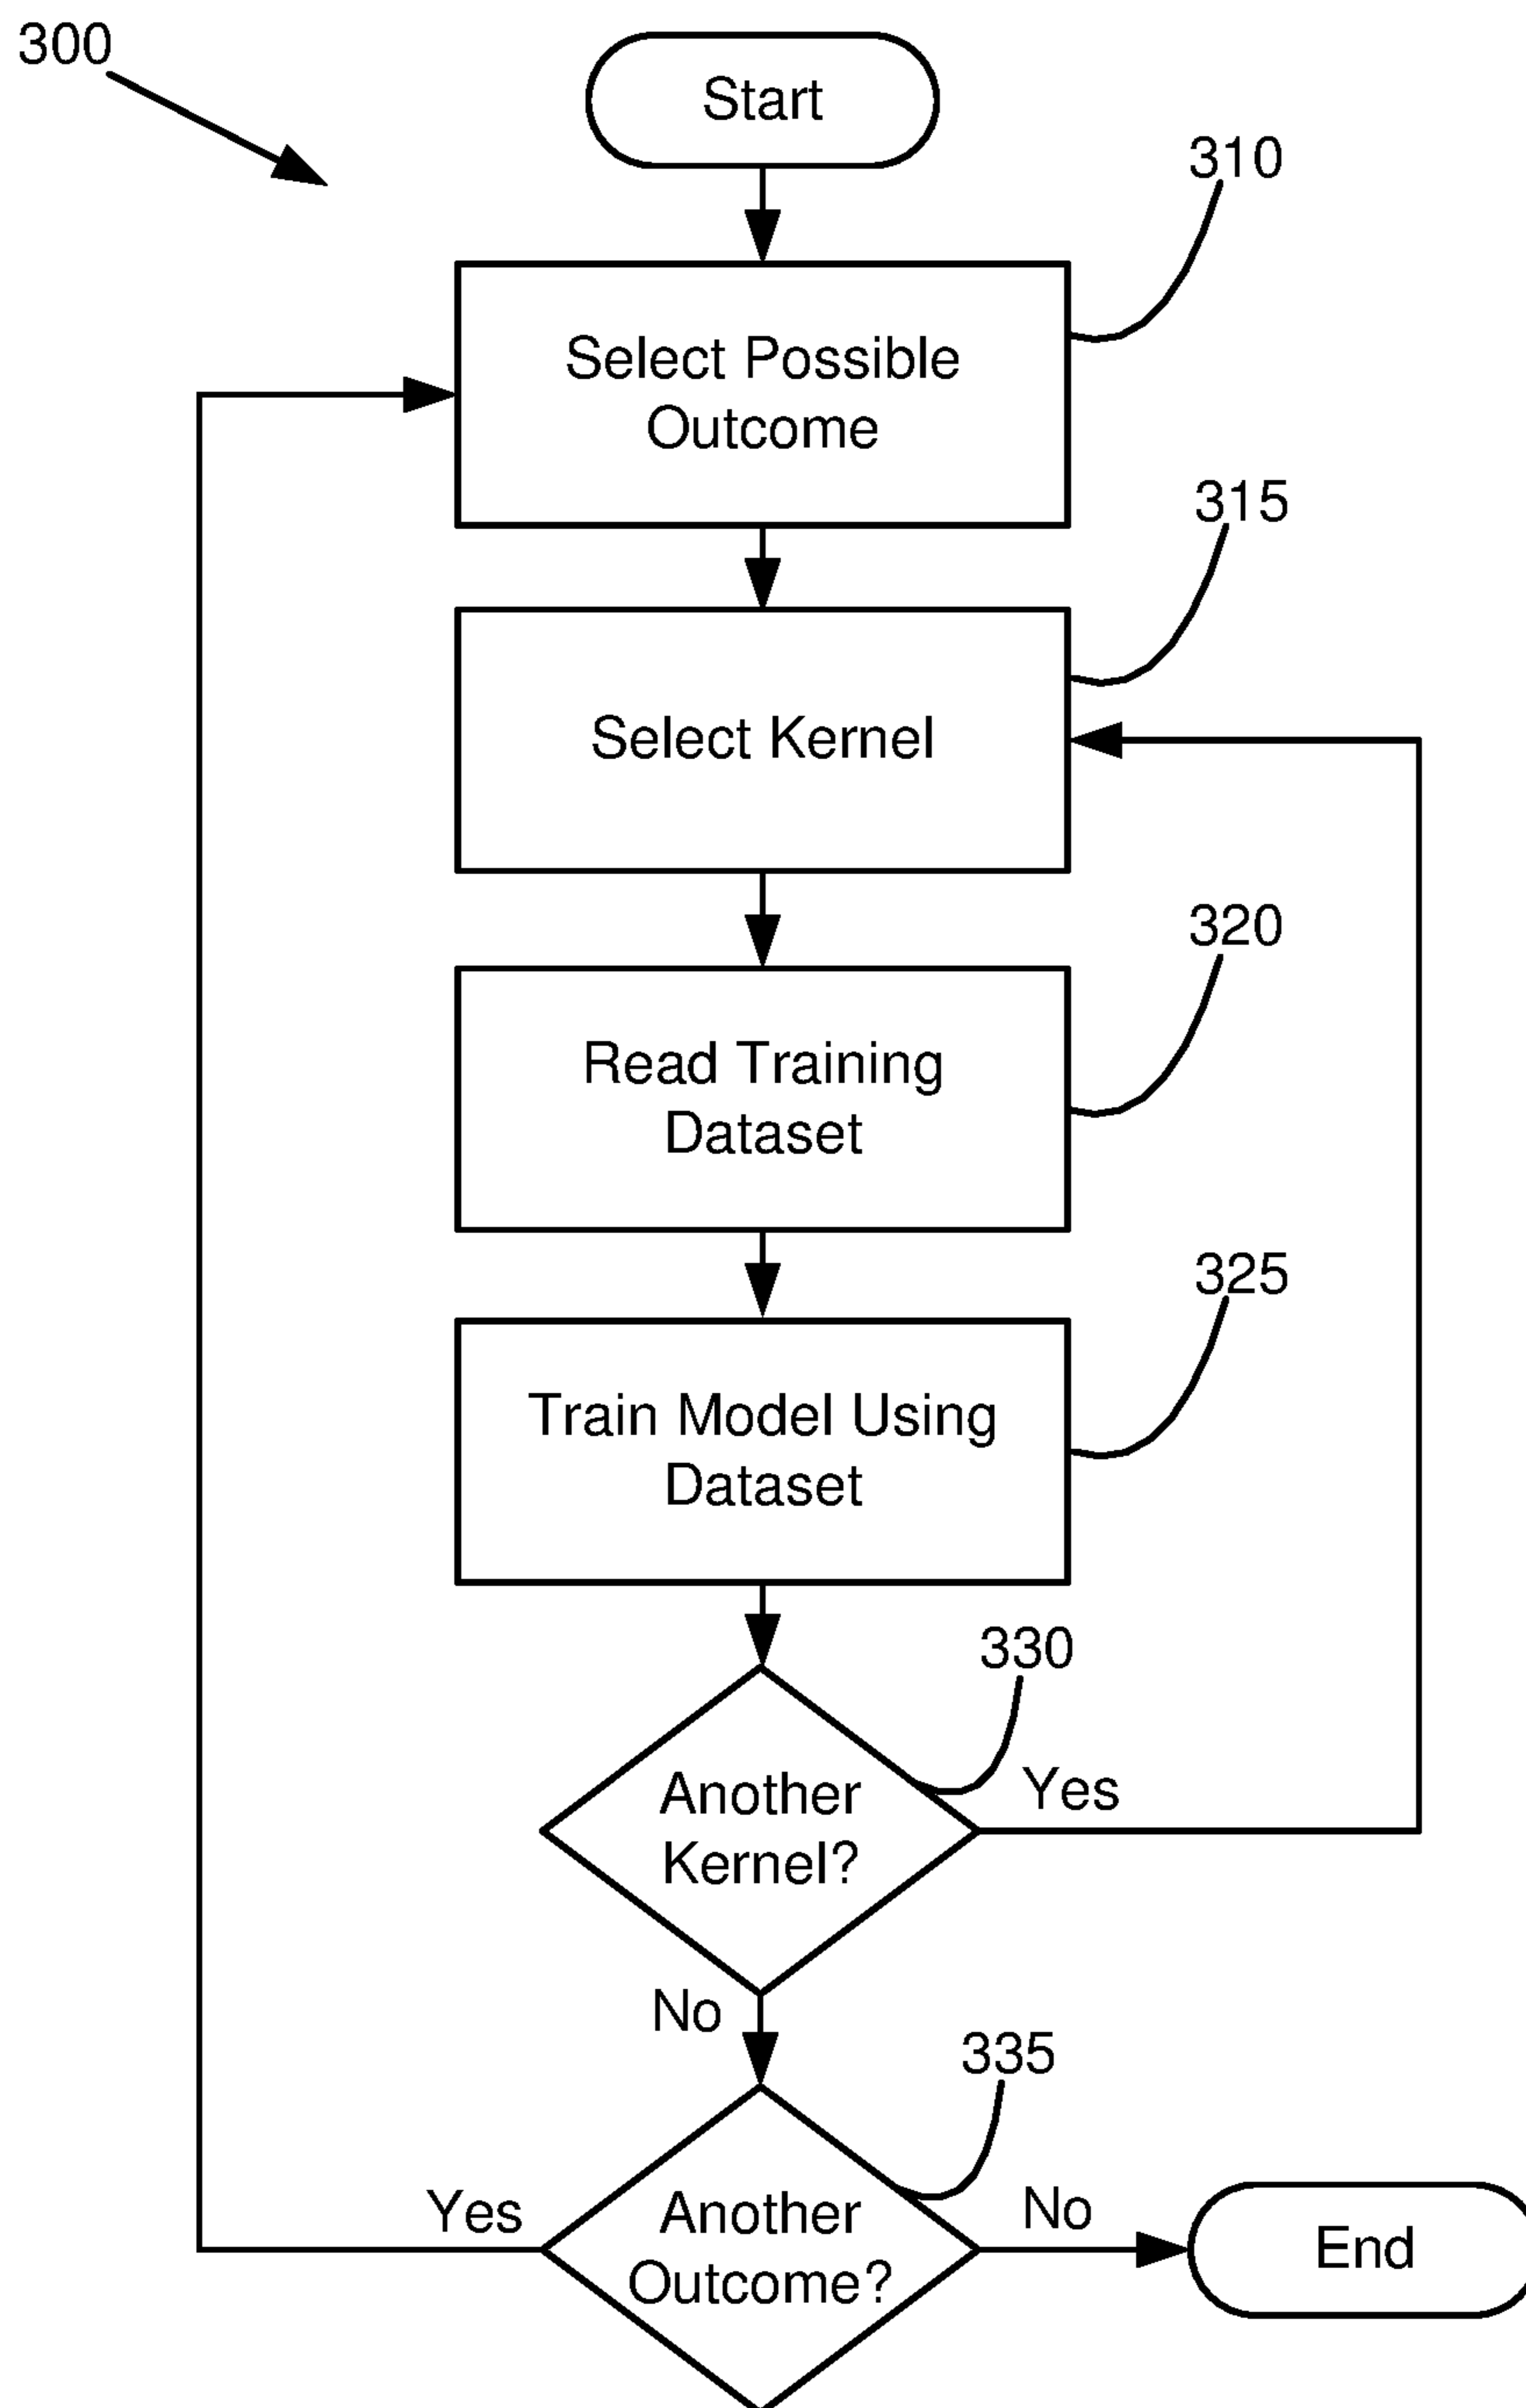 300
Start
310
Select Possible
Outcome
315
Select Kernel
320
Read Training
Dataset
325
Train Model Using
Dataset
330
Another
Kernel?
Yes
No
335
Yes
Another
Outcome?
No
End